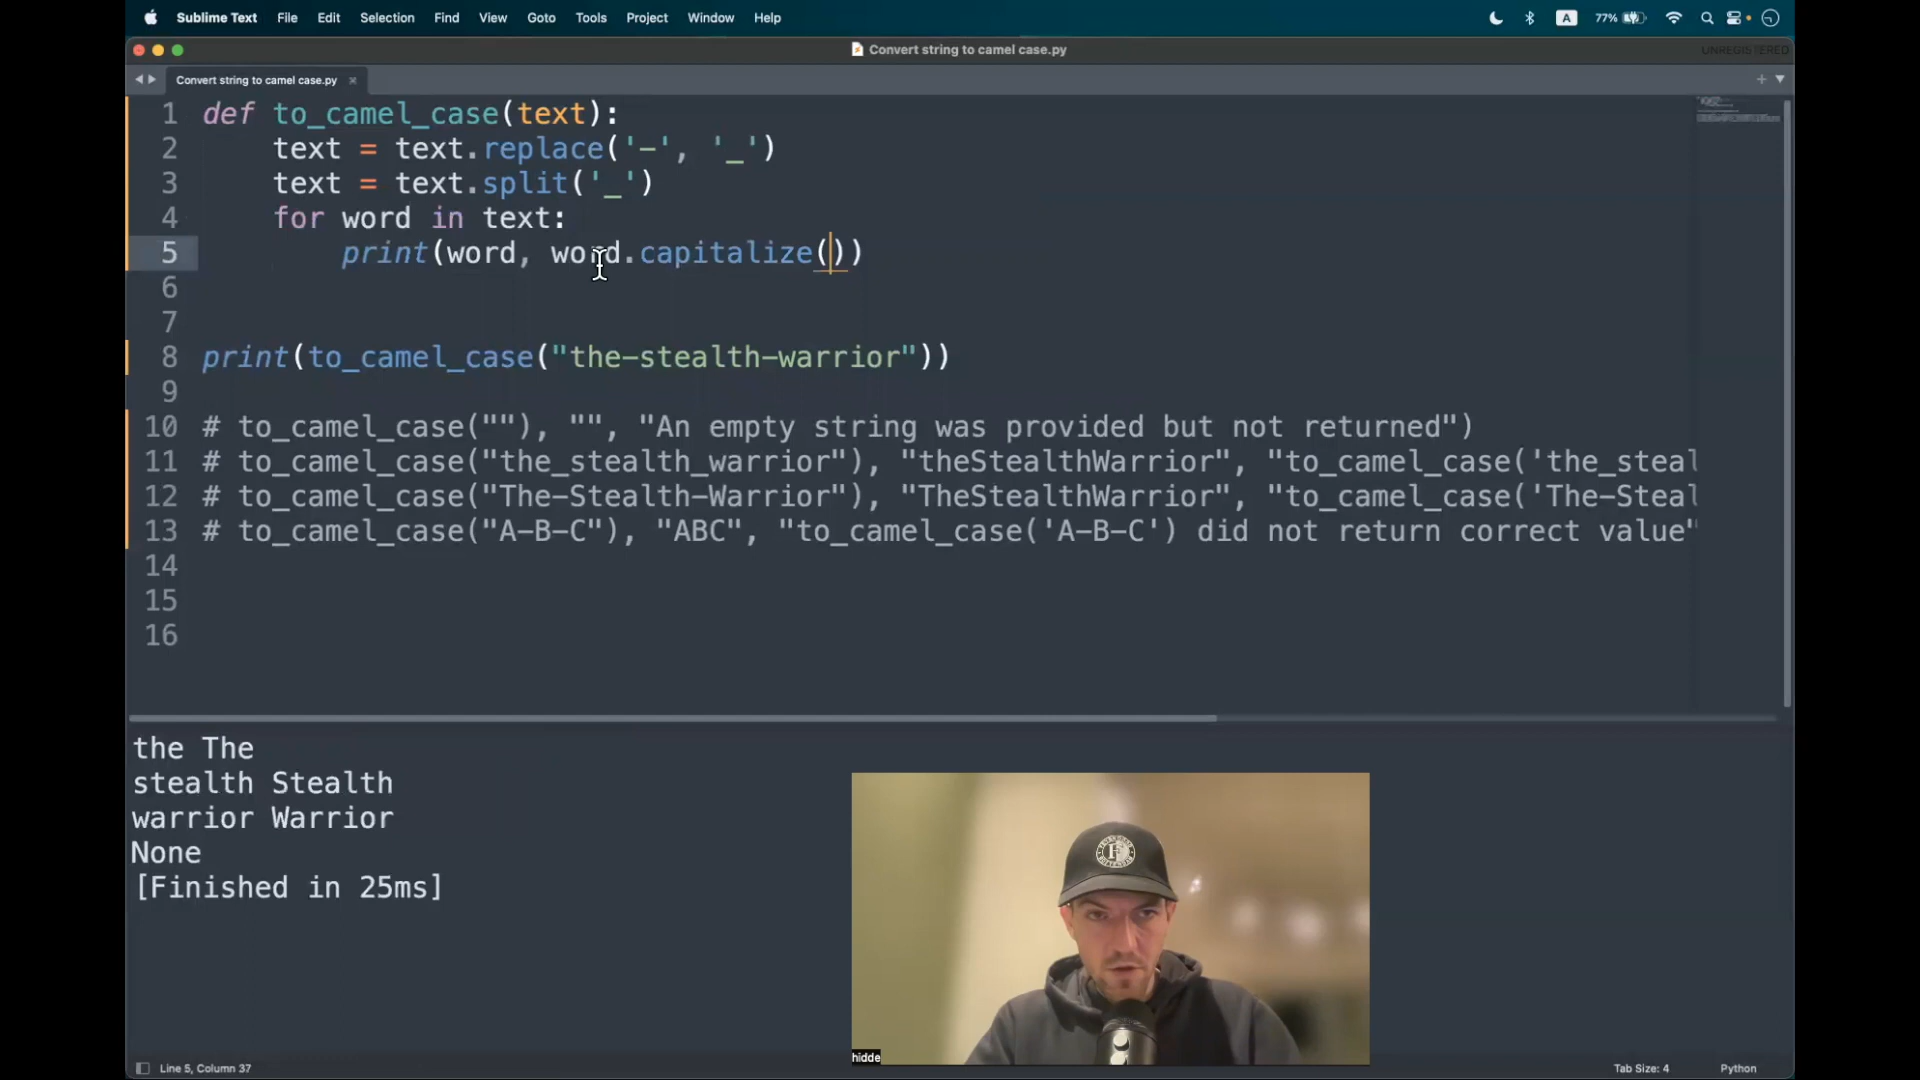 Sublime Text File Edit Selection Find View Goto Tools Project Window Help A 77%
Convert string to camel case.py UNREGISTERED
Convert string to camel case.py
1 def to_camel_case(text):
2 text = text.replace('-', '_')
3 text = text.split('_')
4 for word in text:
5 print(word, word.capitalize())
6
7
8 print(to_camel_case("the-stealth-warrior"))
9
10 # to_camel_case(""), "", "An empty string was provided but not returned")
11 # to_camel_case("the_stealth_warrior"), "theStealthWarrior", "to_camel_case('the_steal
12 # to_camel_case("The-Stealth-Warrior"), "TheStealthWarrior", "to_camel_case('The-Steal
13 # to_camel_case("A-B-C"), "ABC", "to_camel_case('A-B-C') did not return correct value"
14
15
16
the The
stealth Stealth
warrior Warrior
None
[Finished in 25ms]
hidde
Line 5, Column 37 Tab Size: 4 Python